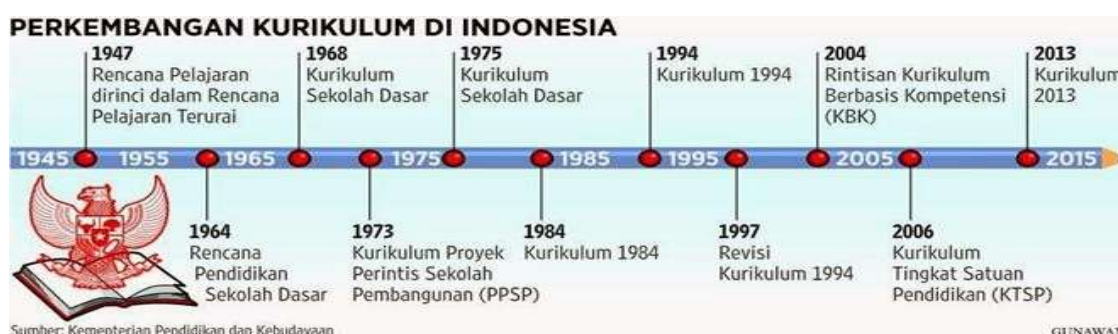 PERKEMBANGAN KURIKULUM DI INDONESIA
1947
Rencana Pelajaran
dirinci dalam Rencana
Pelajaran Terurai
1968
Kurikulum
Sekolah Dasar
1975
Kurikulum
Sekolah Dasar
1994
Kurikulum 1994
2004
Rintisan Kurikulum
Berbasis Kompetensi
(KBK)
2013
Kurikulum
2013
1945 1955 1965 1975 1985 1995 2005 2015
1964
Rencana
Pendidikan
Sekolah Dasar
1973
Kurikulum Proyek
Perintis Sekolah
Pembangunan (PPSP)
1984
Kurikulum 1984
1997
Revisi
Kurikulum 1994
2006
Kurikulum
Tingkat Satuan
Pendidikan (KTSP)
Sumber: Kementerian Pendidikan dan Kebudayaan
GUNAWAN